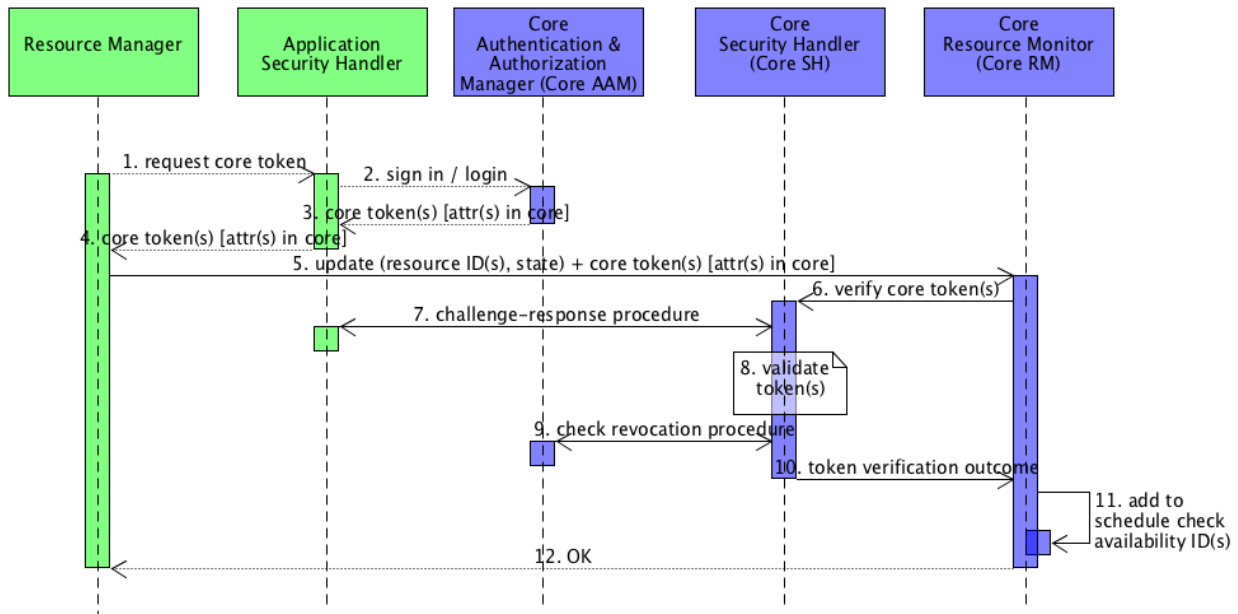 Resource Manager
Application
Security Handler
Core
Authentication &
Authorization
Manager (Core AAM)
Core
Security Handler
(Core SH)
Core
Resource Monitor
(Core RM)
1. request core token
2. sign in / login
3. core token(s) [attr(s) in core]
4. core token(s) [attr(s) in core]
5. update (resource ID(s), state) + core token(s) [attr(s) in core]
6. verify core token(s)
7. challenge-response procedure
8. validate
token(s)
9. check revocation procedure
10. token verification outcome
11. add to
schedule check
availability ID(s)
12. OK